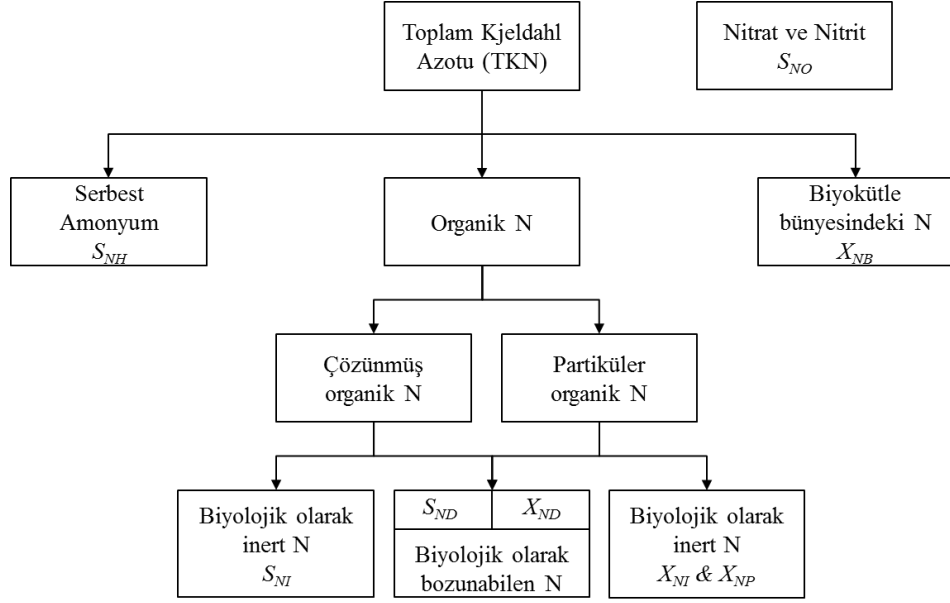 Toplam Kjeldahl
Azotu (TKN)
Nitrat ve Nitrit
S_NO
Serbest
Amonyum
S_NH
Organik N
Biyokütle
bünyesindeki N
X_NB
Çözünmüş
organik N
Partiküler
organik N
Biyolojik olarak
inert N
S_NI
S_ND
X_ND
Biyolojik olarak
bozunabilen N
Biyolojik olarak
inert N
X_NI & X_NP